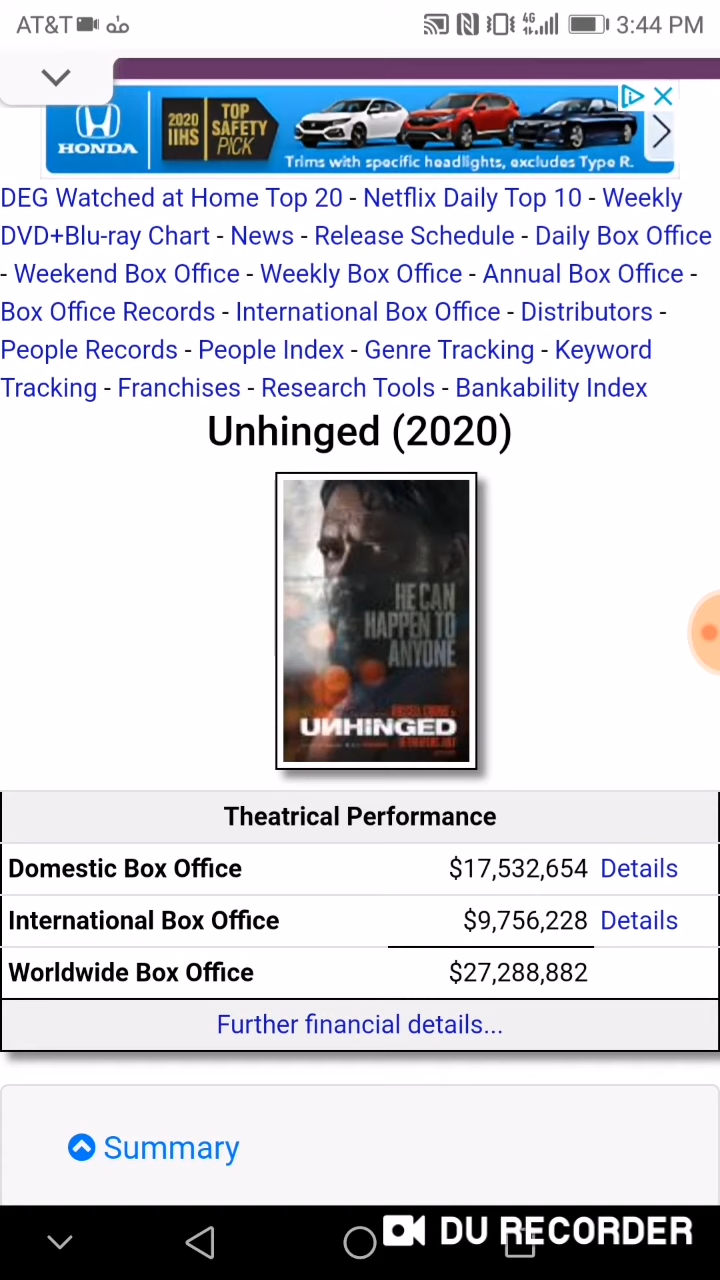 AT&T 4G 3:44 PM
HONDA 2020 IIHS TOP SAFETY PICK
Trims with specific headlights, excludes Type R.
DEG Watched at Home Top 20 - Netflix Daily Top 10 - Weekly
DVD+Blu-ray Chart - News - Release Schedule - Daily Box Office
- Weekend Box Office - Weekly Box Office - Annual Box Office -
Box Office Records - International Box Office - Distributors -
People Records - People Index - Genre Tracking - Keyword
Tracking - Franchises - Research Tools - Bankability Index
Unhinged (2020)
HE CAN
HAPPEN TO
ANYONE
UNHINGED
Theatrical Performance
Domestic Box Office $17,532,654 Details
International Box Office $9,756,228 Details
Worldwide Box Office $27,288,882
Further financial details...
Summary
DU RECORDER